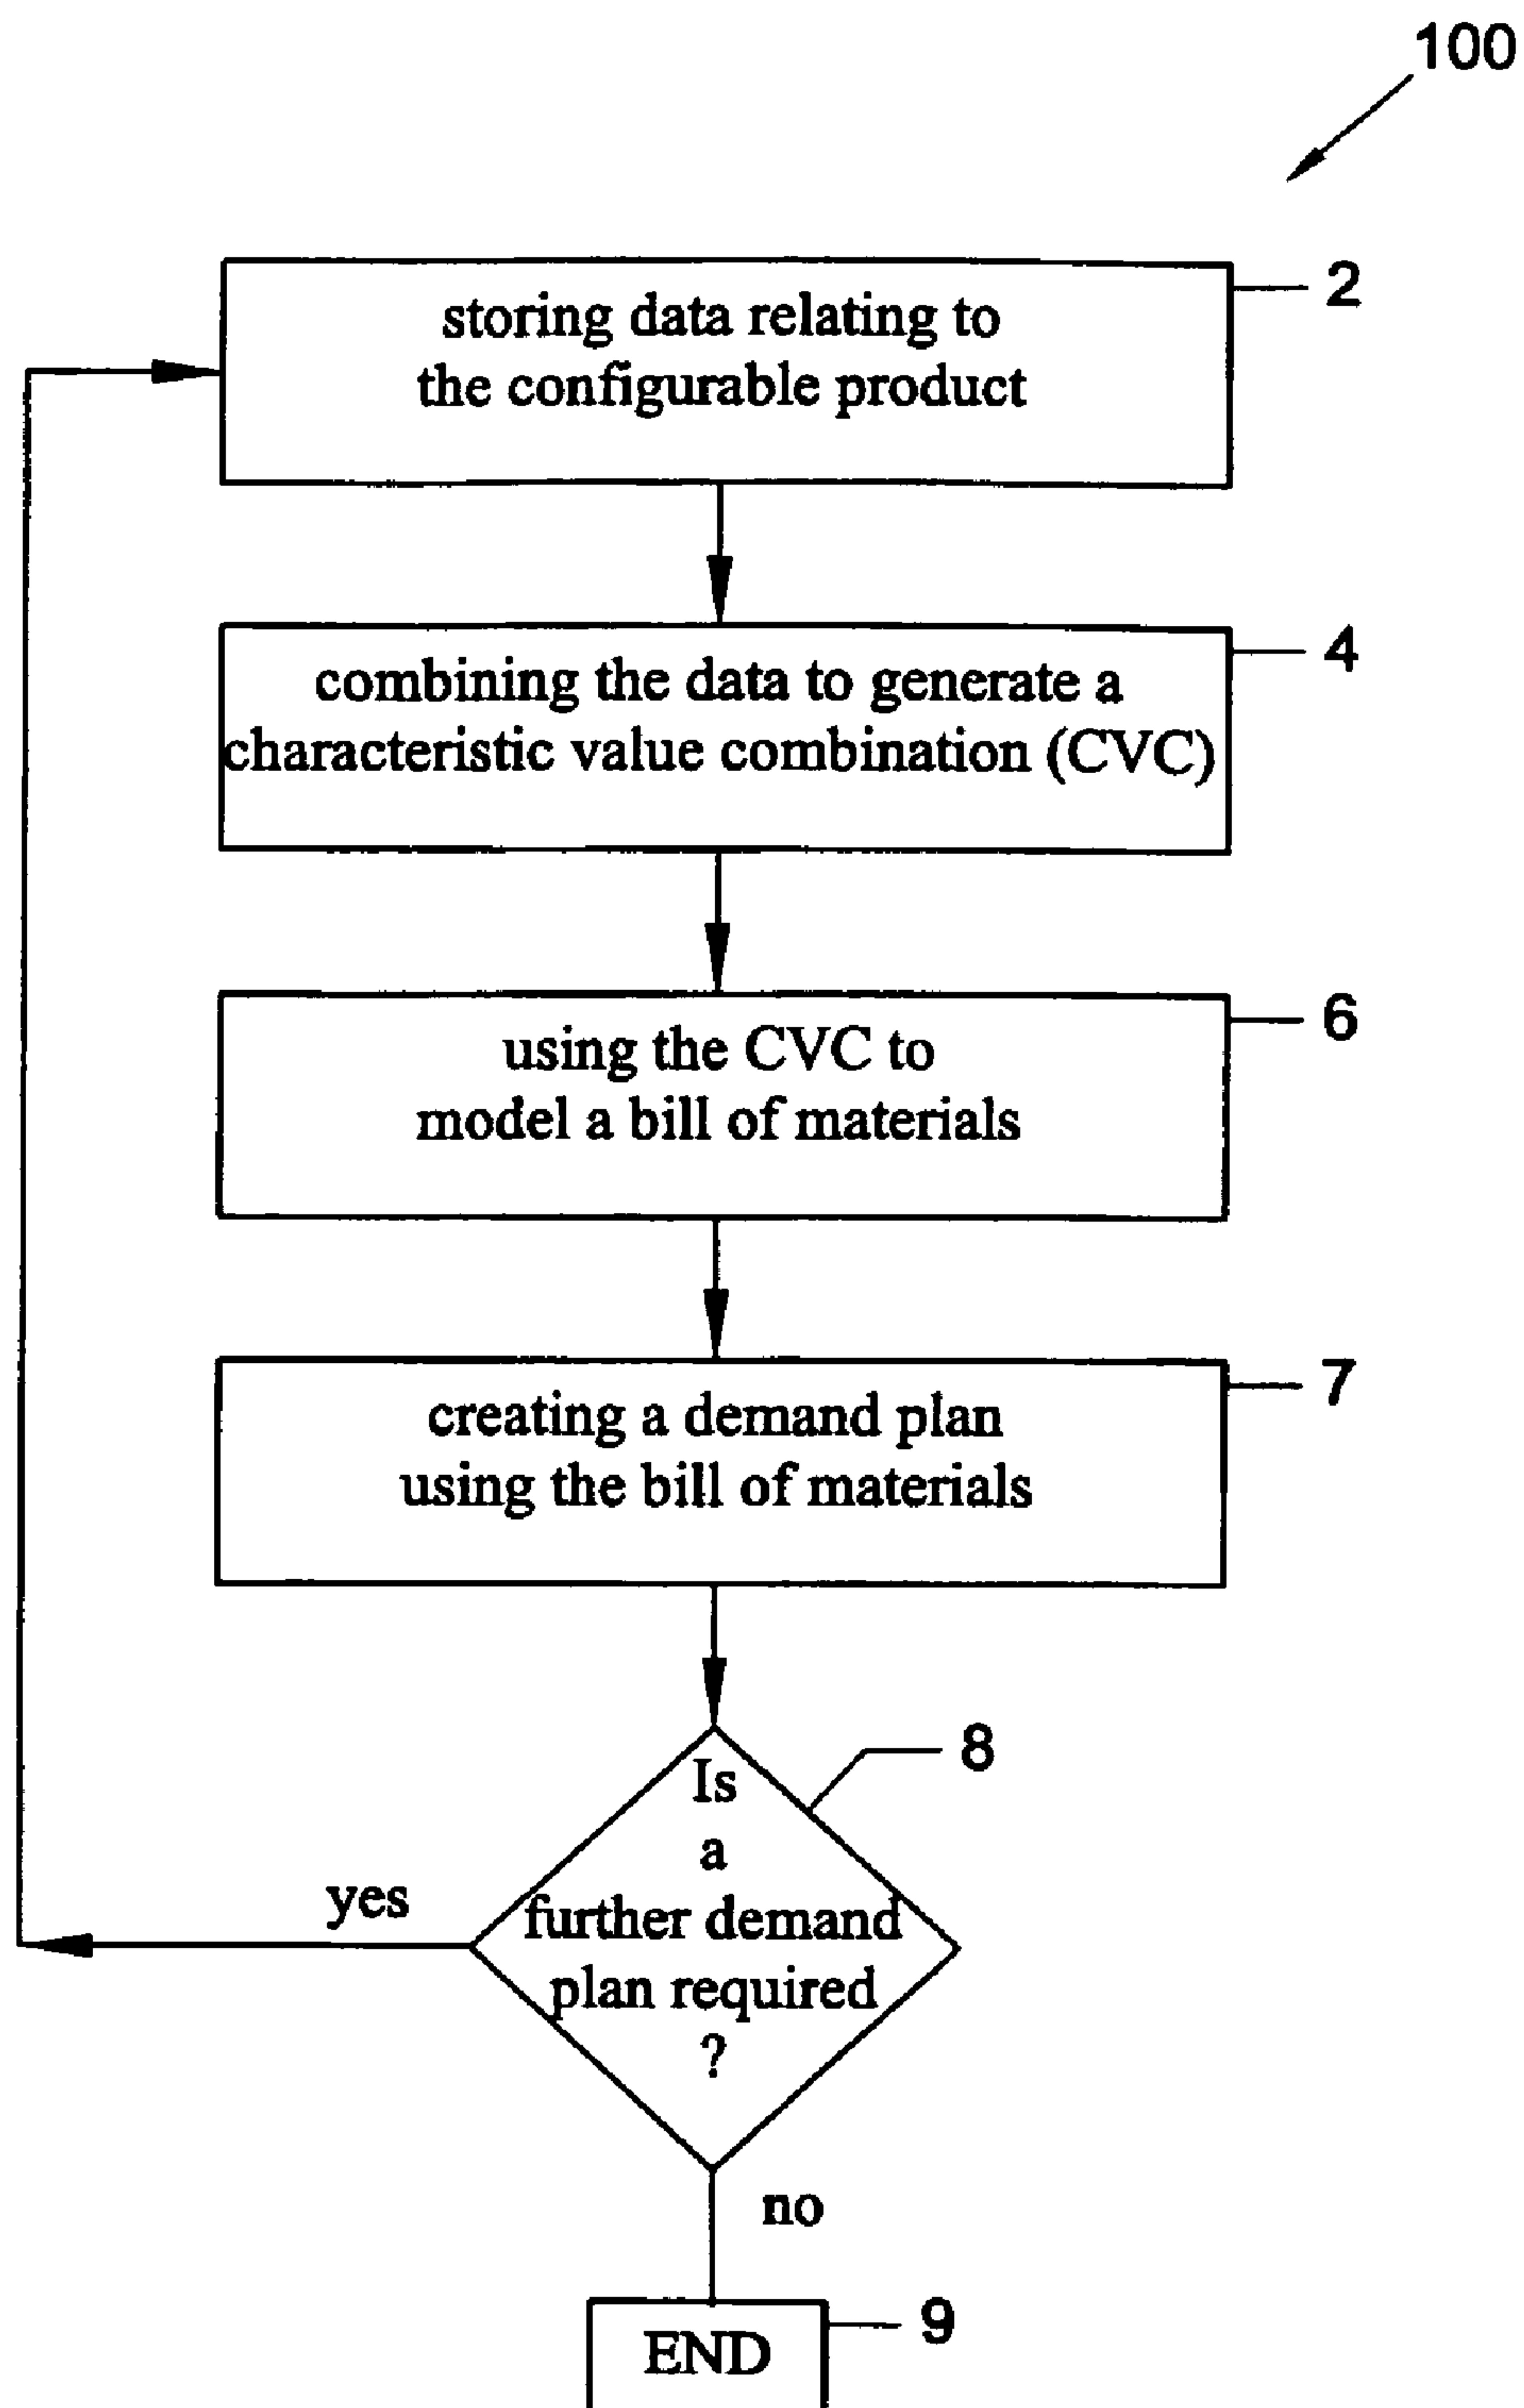 100
storing data relating to
the configurable product
2
combining the data to generate a
characteristic value combination (CVC)
4
using the CVC to
model a bill of materials
6
creating a demand plan
using the bill of materials
7
Is
a
further demand
plan required
?
8
yes
no
END
9